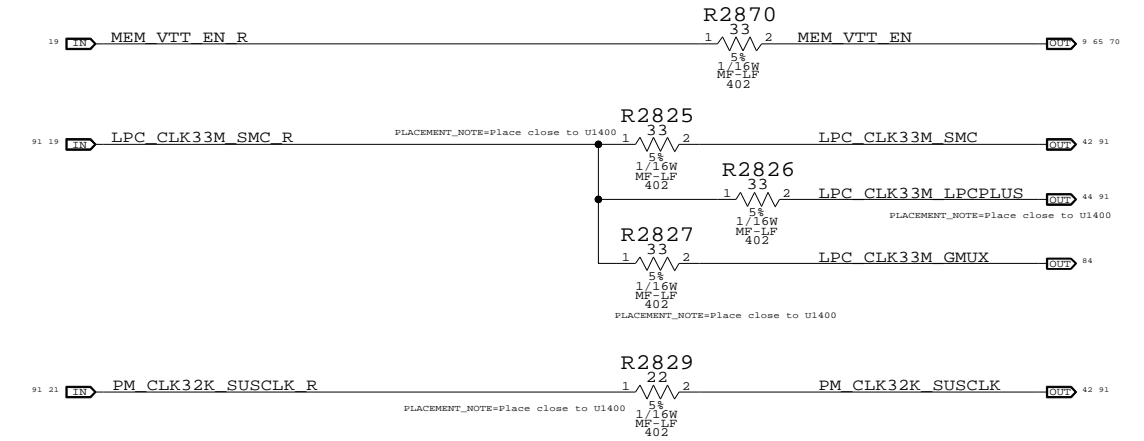 R2870
33
19 IN MEM_VTT_EN_R 1 2 MEM_VTT_EN OUT 9 65 70
5%
1/16W
MF-LF
402
R2825
PLACEMENT_NOTE=Place close to U1400
33
91 19 IN LPC_CLK33M_SMC_R 1 2 LPC_CLK33M_SMC OUT 42 91
5%
1/16W
MF-LF
402
R2826
33
1 2 LPC_CLK33M_LPCPLUS OUT 44 91
5%
1/16W
MF-LF
402
PLACEMENT_NOTE=Place close to U1400
R2827
33
1 2 LPC_CLK33M_GMUX OUT 84
5%
1/16W
MF-LF
402
PLACEMENT_NOTE=Place close to U1400
R2829
22
91 21 IN PM_CLK32K_SUSCLK_R 1 2 PM_CLK32K_SUSCLK OUT 42 91
PLACEMENT_NOTE=Place close to U1400
5%
1/16W
MF-LF
402